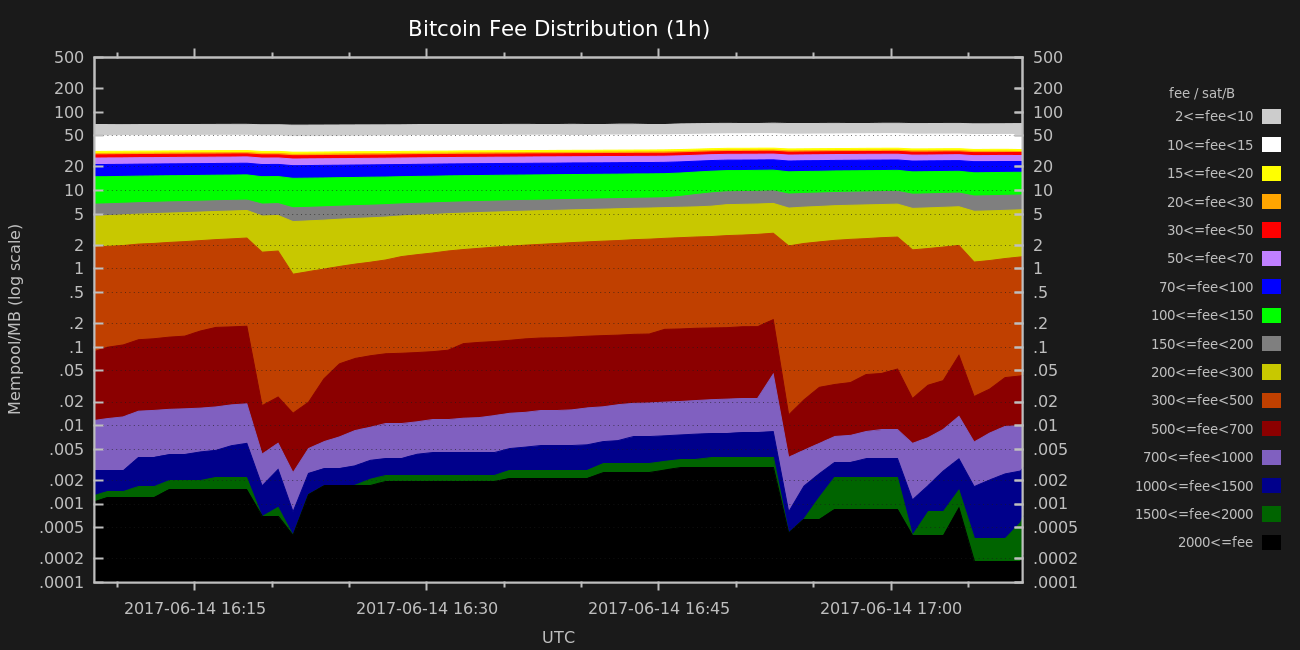 Bitcoin Fee Distribution (1h)
Mempool/MB (log scale)
500
200
100
50
20
10
5
2
1
.5
.2
.1
.05
.02
.01
.005
.002
.001
.0005
.0002
.0001
500
200
100
50
20
10
5
2
1
.5
.2
.1
.05
.02
.01
.005
.002
.001
.0005
.0002
.0001
2017-06-14 16:15
2017-06-14 16:30
2017-06-14 16:45
2017-06-14 17:00
UTC
fee / sat/B
2<=fee<10
10<=fee<15
15<=fee<20
20<=fee<30
30<=fee<50
50<=fee<70
70<=fee<100
100<=fee<150
150<=fee<200
200<=fee<300
300<=fee<500
500<=fee<700
700<=fee<1000
1000<=fee<1500
1500<=fee<2000
2000<=fee